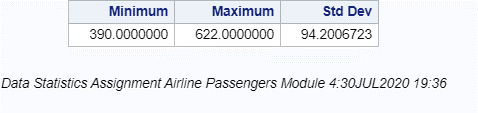 Minimum Maximum Std Dev
390.0000000 622.0000000 94.2006723
Data Statistics Assignment Airline Passengers Module 4:30JUL2020 19:36